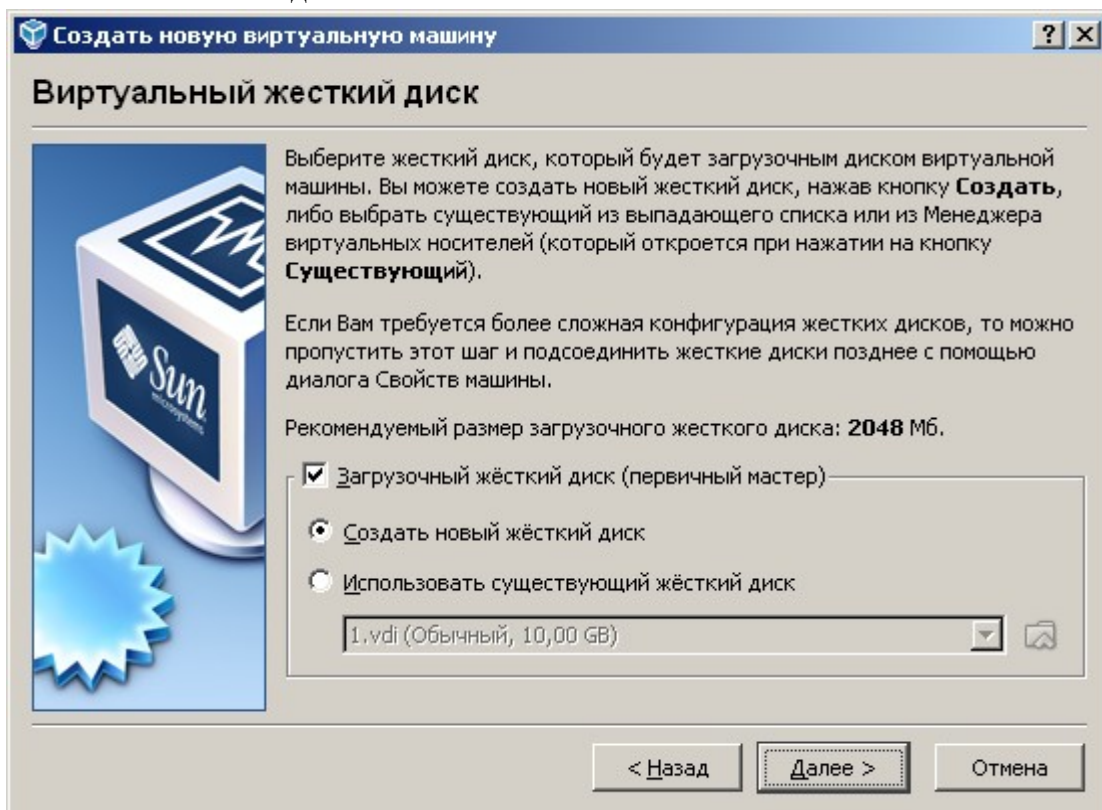 Создать новую виртуальную машину
Виртуальный жесткий диск
Выберите жесткий диск, который будет загрузочным диском виртуальной
машины. Вы можете создать новый жесткий диск, нажав кнопку Создать,
либо выбрать существующий из выпадающего списка или из Менеджера
виртуальных носителей (который откроется при нажатии на кнопку
Существующий).
Если Вам требуется более сложная конфигурация жестких дисков, то можно
пропустить этот шаг и подсоединить жесткие диски позднее с помощью
диалога Свойств машины.
Sun
microsystems
Рекомендуемый размер загрузочного жесткого диска: 2048 Мб.
Загрузочный жёсткий диск (первичный мастер)
Создать новый жёсткий диск
Использовать существующий жёсткий диск
1.vdi (Обычный, 10,00 GB)
< Назад
Далее >
Отмена